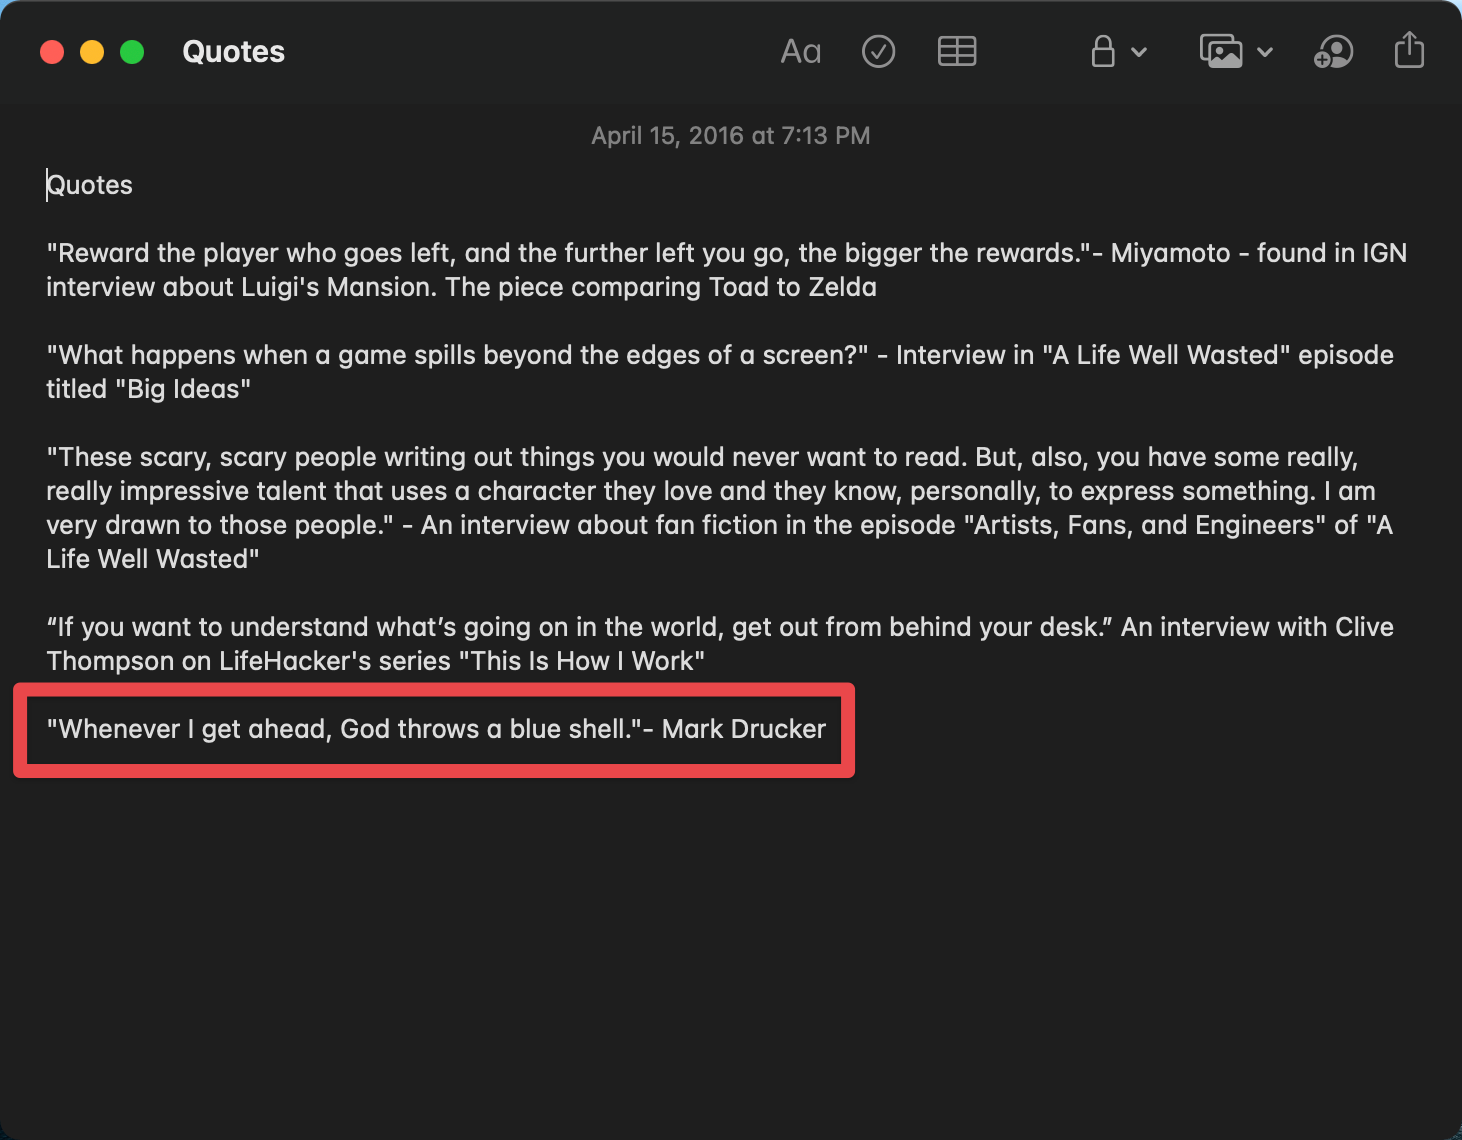 Quotes
Aa
April 15, 2016 at 7:13 PM
Quotes
"Reward the player who goes left, and the further left you go, the bigger the rewards."- Miyamoto - found in IGN
interview about Luigi's Mansion. The piece comparing Toad to Zelda
"What happens when a game spills beyond the edges of a screen?" - Interview in "A Life Well Wasted" episode
titled "Big Ideas"
"These scary, scary people writing out things you would never want to read. But, also, you have some really,
really impressive talent that uses a character they love and they know, personally, to express something. I am
very drawn to those people." - An interview about fan fiction in the episode "Artists, Fans, and Engineers" of "A
Life Well Wasted"
“If you want to understand what’s going on in the world, get out from behind your desk.” An interview with Clive
Thompson on LifeHacker's series "This Is How I Work"
"Whenever I get ahead, God throws a blue shell."- Mark Drucker